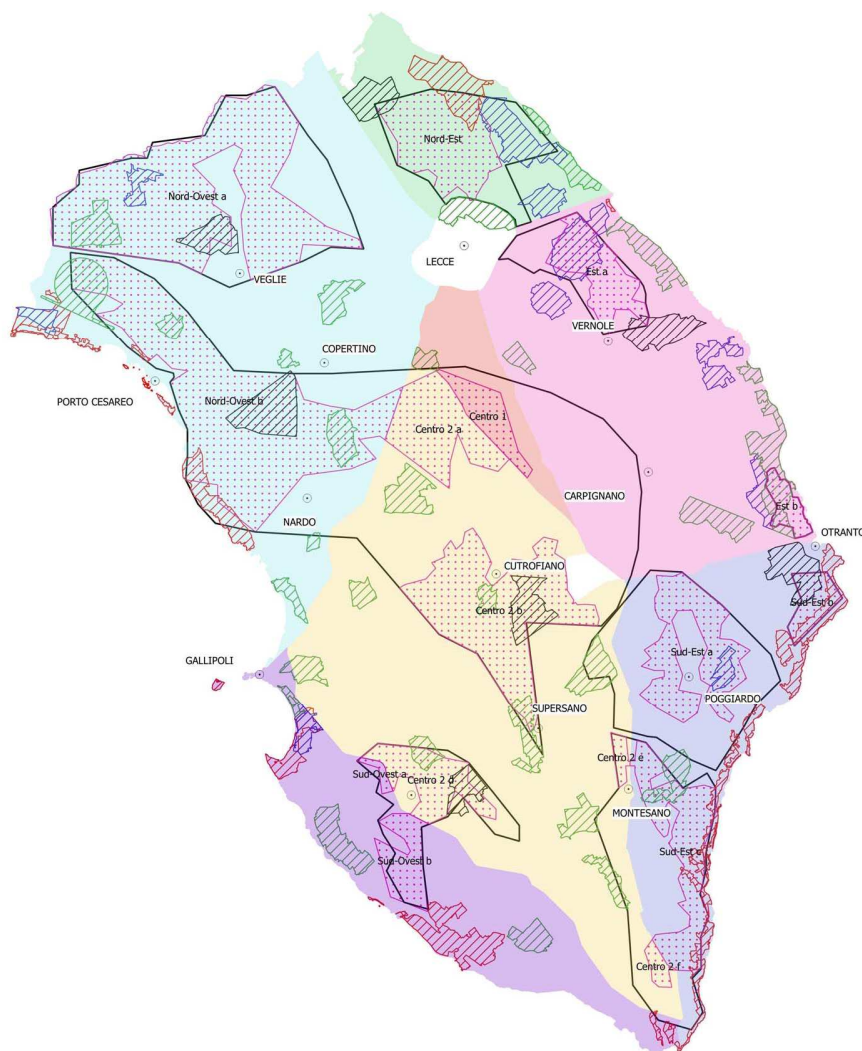 Nord-Est
Nord-Ovest a
LECCE
VEGLIE
Est a
VERNOLE
COPERTINO
PORTO CESAREO
Nord-Ovest b
Centro 1
Centro 2 a
CARPIGNANO
NARDO
Est b
OTRANTO
CUTROFIANO
Sud-Est b
Centro 2 b
Sud-Est a
GALLIPOLI
POGGIARDO
SUPERSANO
Centro 2 e
Sud-Ovest a
Centro 2 d
MONTESANO
Sud-Est c
Sud-Ovest b
Centro 2 f